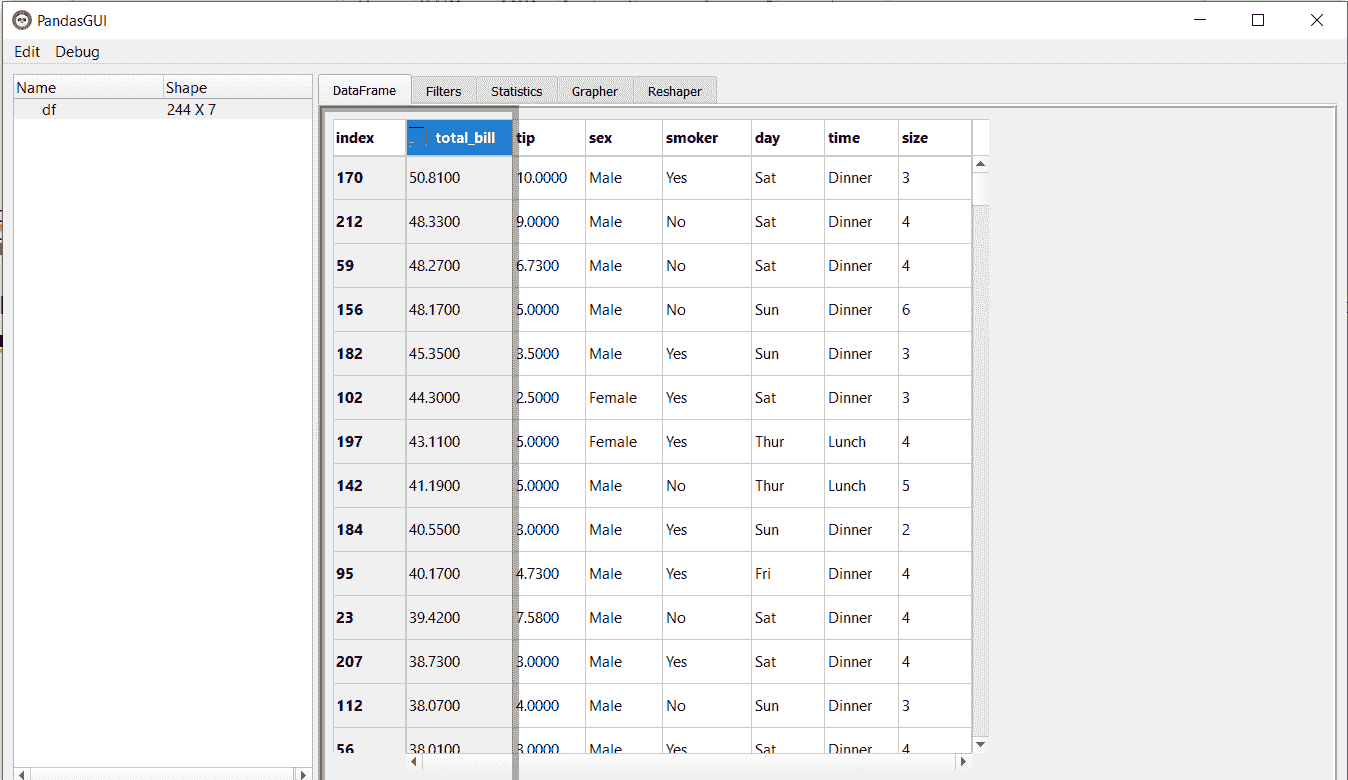 PandasGUI
Edit Debug
Name Shape
df 244 X 7
DataFrame Filters Statistics Grapher Reshaper
index total_bill tip sex smoker day time size
170 50.8100 10.0000 Male Yes Sat Dinner 3
212 48.3300 9.0000 Male No Sat Dinner 4
59 48.2700 6.7300 Male No Sat Dinner 4
156 48.1700 5.0000 Male No Sun Dinner 6
182 45.3500 3.5000 Male Yes Sun Dinner 3
102 44.3000 2.5000 Female Yes Sat Dinner 3
197 43.1100 5.0000 Female Yes Thur Lunch 4
142 41.1900 5.0000 Male No Thur Lunch 5
184 40.5500 3.0000 Male Yes Sun Dinner 2
95 40.1700 4.7300 Male Yes Fri Dinner 4
23 39.4200 7.5800 Male No Sat Dinner 4
207 38.7300 3.0000 Male Yes Sat Dinner 4
112 38.0700 4.0000 Male No Sun Dinner 3
56 38.0100 3.0000 Male Yes Sat Dinner 4